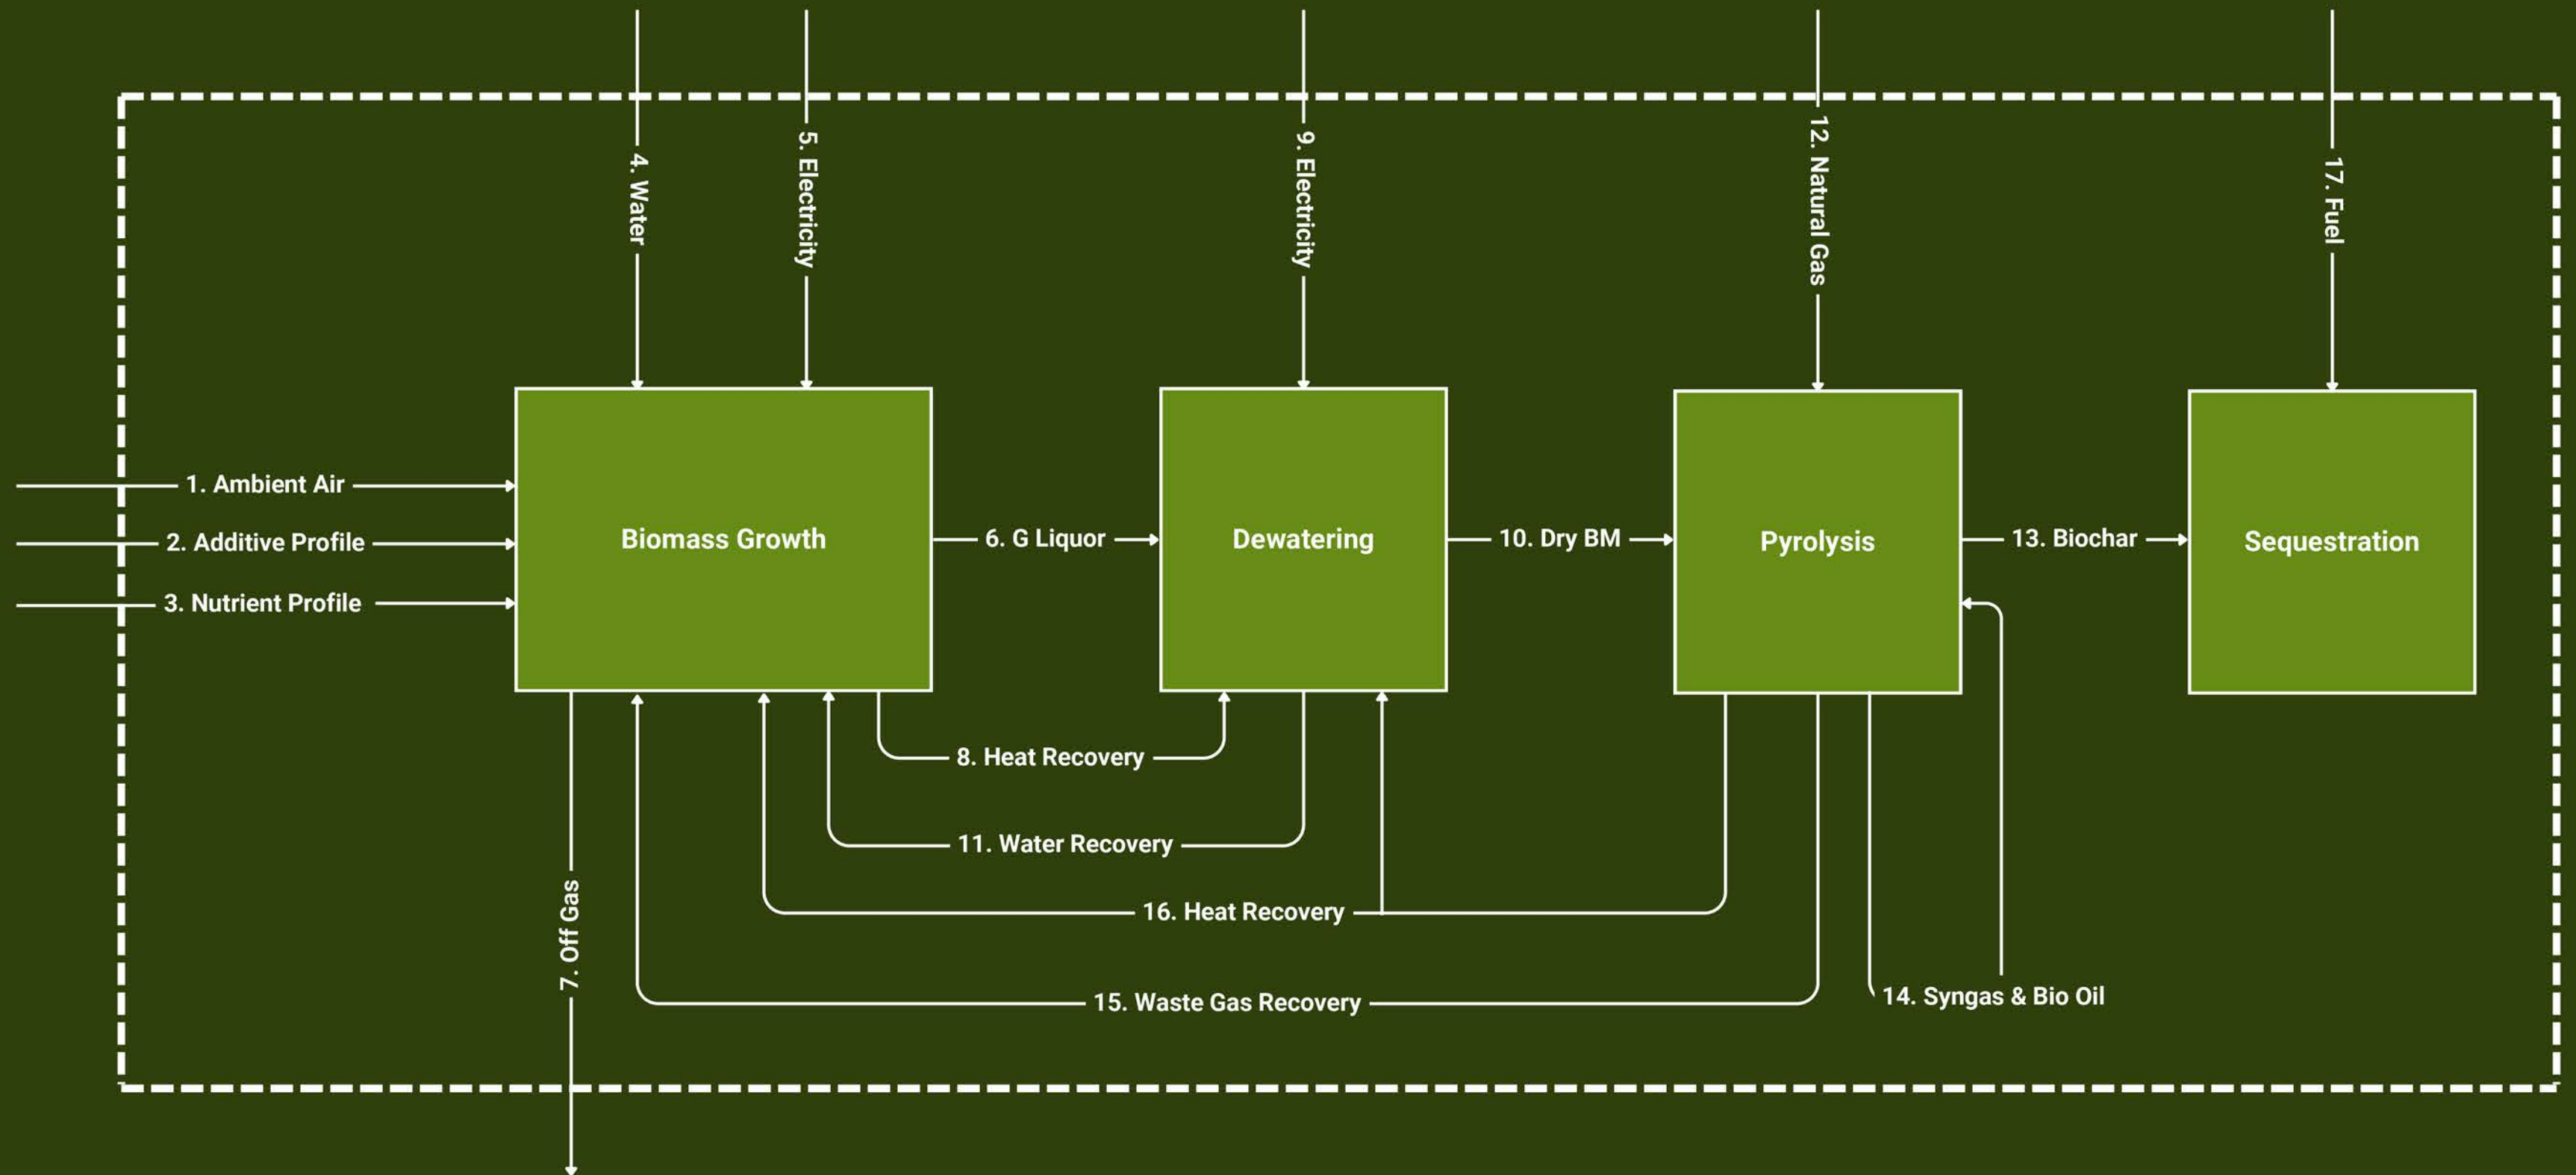 4. Water
5. Electricity
9. Electricity
12. Natural Gas
17. Fuel
1. Ambient Air
2. Additive Profile
3. Nutrient Profile
Biomass Growth
6. G Liquor
Dewatering
10. Dry BM
Pyrolysis
13. Biochar
Sequestration
8. Heat Recovery
11. Water Recovery
7. Off Gas
16. Heat Recovery
15. Waste Gas Recovery
14. Syngas & Bio Oil